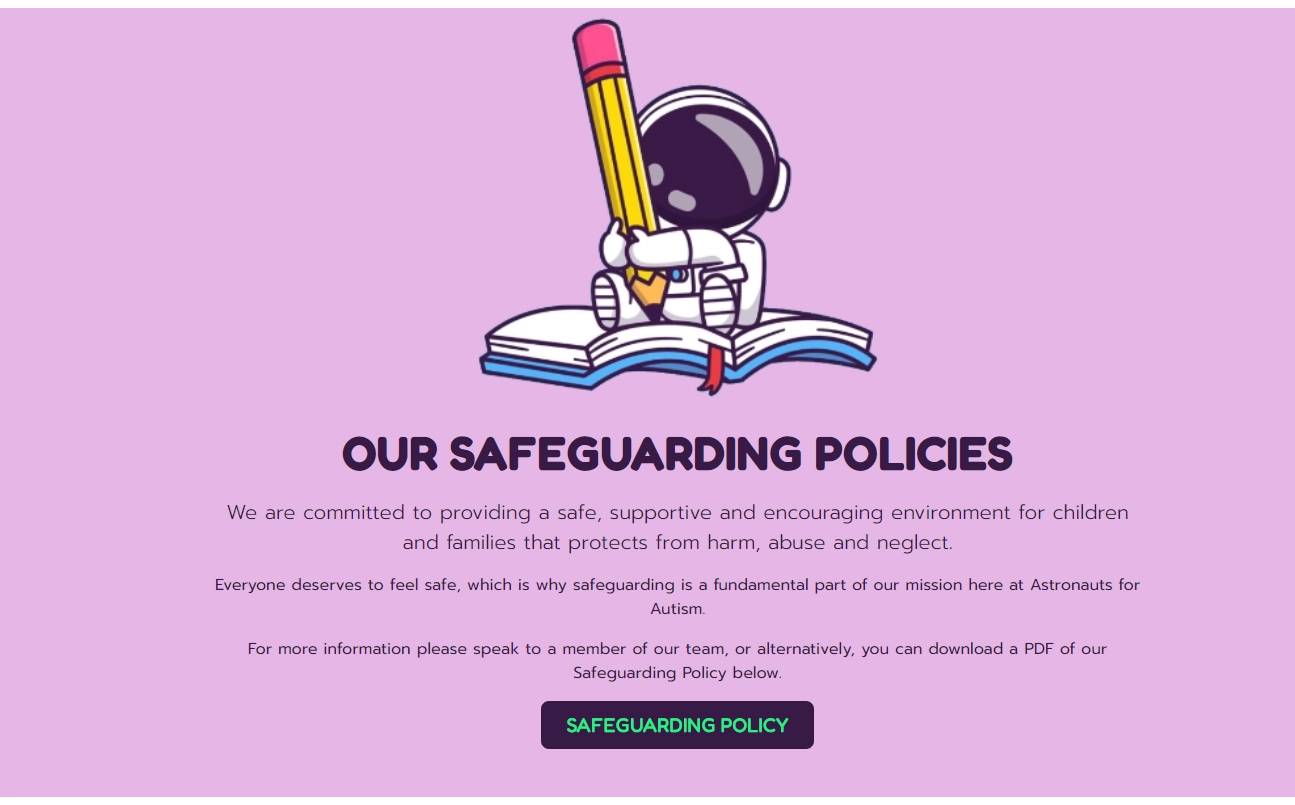 OUR SAFEGUARDING POLICIES
We are committed to providing a safe, supportive and encouraging environment for children
and families that protects from harm, abuse and neglect.
Everyone deserves to feel safe, which is why safeguarding is a fundamental part of our mission here at Astronauts for
Autism.
For more information please speak to a member of our team, or alternatively, you can download a PDF of our
Safeguarding Policy below.
SAFEGUARDING POLICY